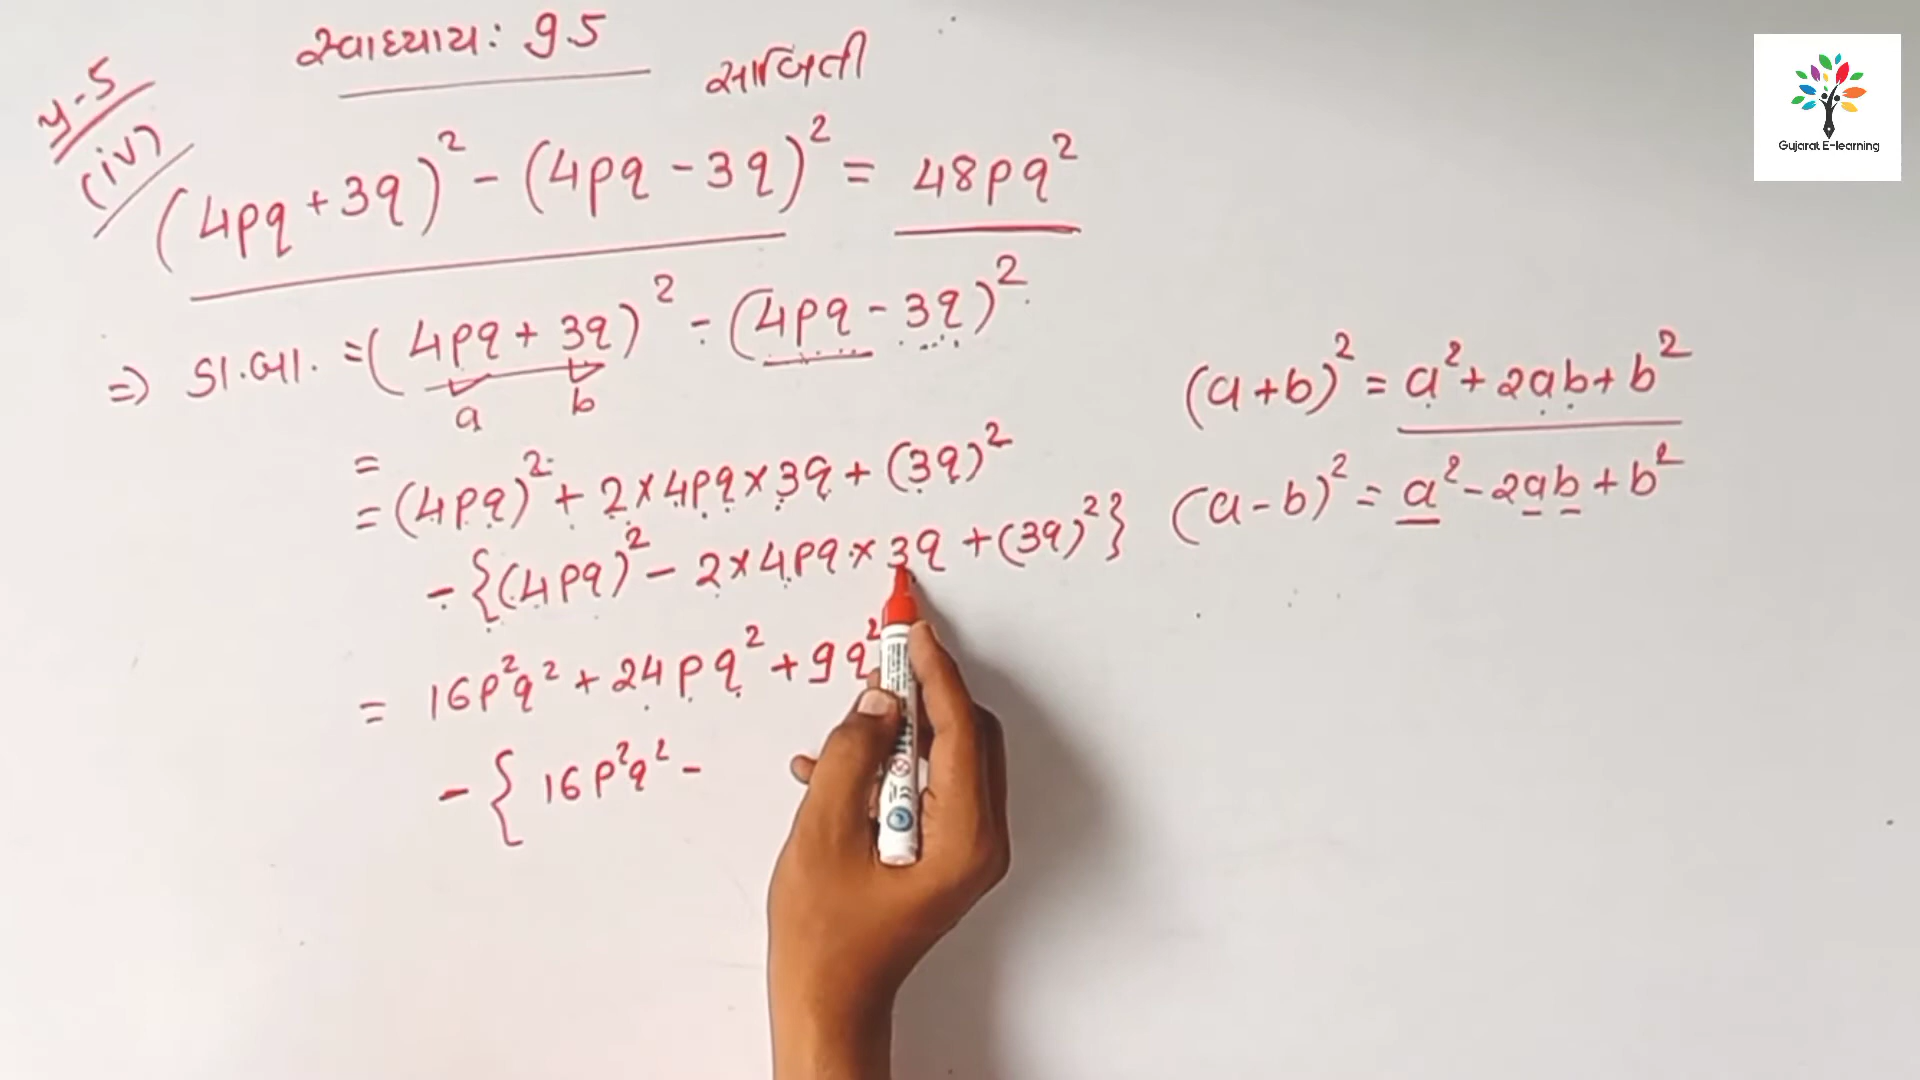 સ્વાધ્યાય: 9.5
સાબિતી
પ્ર-5
(iv)
(4pq + 3q)² - (4pq - 3q)² = 48pq²
⇒ ડા.બા. = (4pq + 3q)² - (4pq - 3q)²
a b
=
= (4pq)² + 2×4pq×3q + (3q)²
- {(4pq)² - 2×4pq×3q + (3q)²}
= 16p²q² + 24pq² + 9q²
- { 16p²q² -
(a+b)² = a² + 2ab + b²
(a-b)² = a² - 2ab + b²
Gujarat E-learning